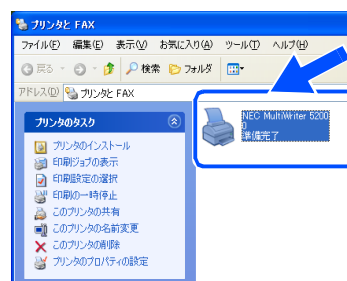 プリンタと FAX
ファイル(F) 編集(E) 表示(V) お気に入り(A) ツール(T) ヘルプ(H)
戻る 検索 フォルダ
アドレス(D) プリンタと FAX
プリンタのタスク
プリンタのインストール
印刷ジョブの表示
印刷設定の選択
印刷の一時停止
このプリンタの共有
このプリンタの名前変更
このプリンタの削除
プリンタのプロパティの設定
NEC MultiWriter 5200
0
準備完了